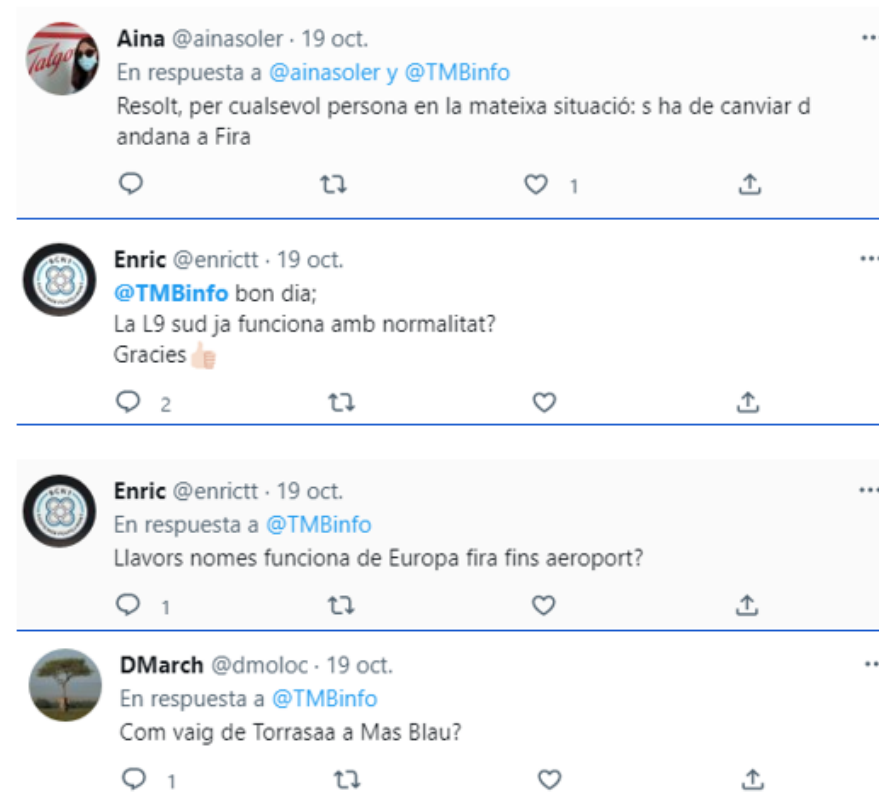 Aina @ainasoler · 19 oct.
En respuesta a @ainasoler y @TMBinfo
Resolt, per cualsevol persona en la mateixa situació: s ha de canviar d
andana a Fira
1
Enric @enrictt · 19 oct.
@TMBinfo bon dia;
La L9 sud ja funciona amb normalitat?
Gracies👍🏻
2
Enric @enrictt · 19 oct.
En respuesta a @TMBinfo
Llavors nomes funciona de Europa fira fins aeroport?
1
DMarch @dmoloc · 19 oct.
En respuesta a @TMBinfo
Com vaig de Torrasaa a Mas Blau?
1
Talgo
BCN